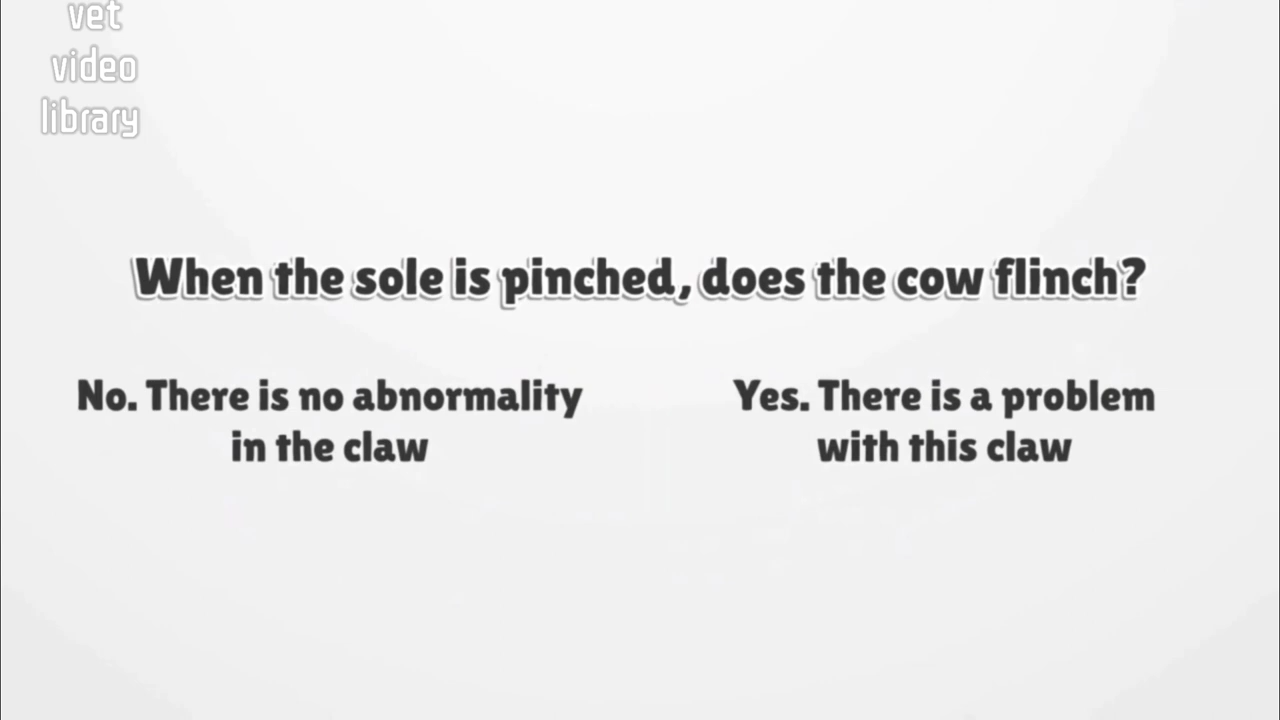 vet
video
library
When the sole is pinched, does the cow flinch?
No. There is no abnormality
in the claw
Yes. There is a problem
with this claw